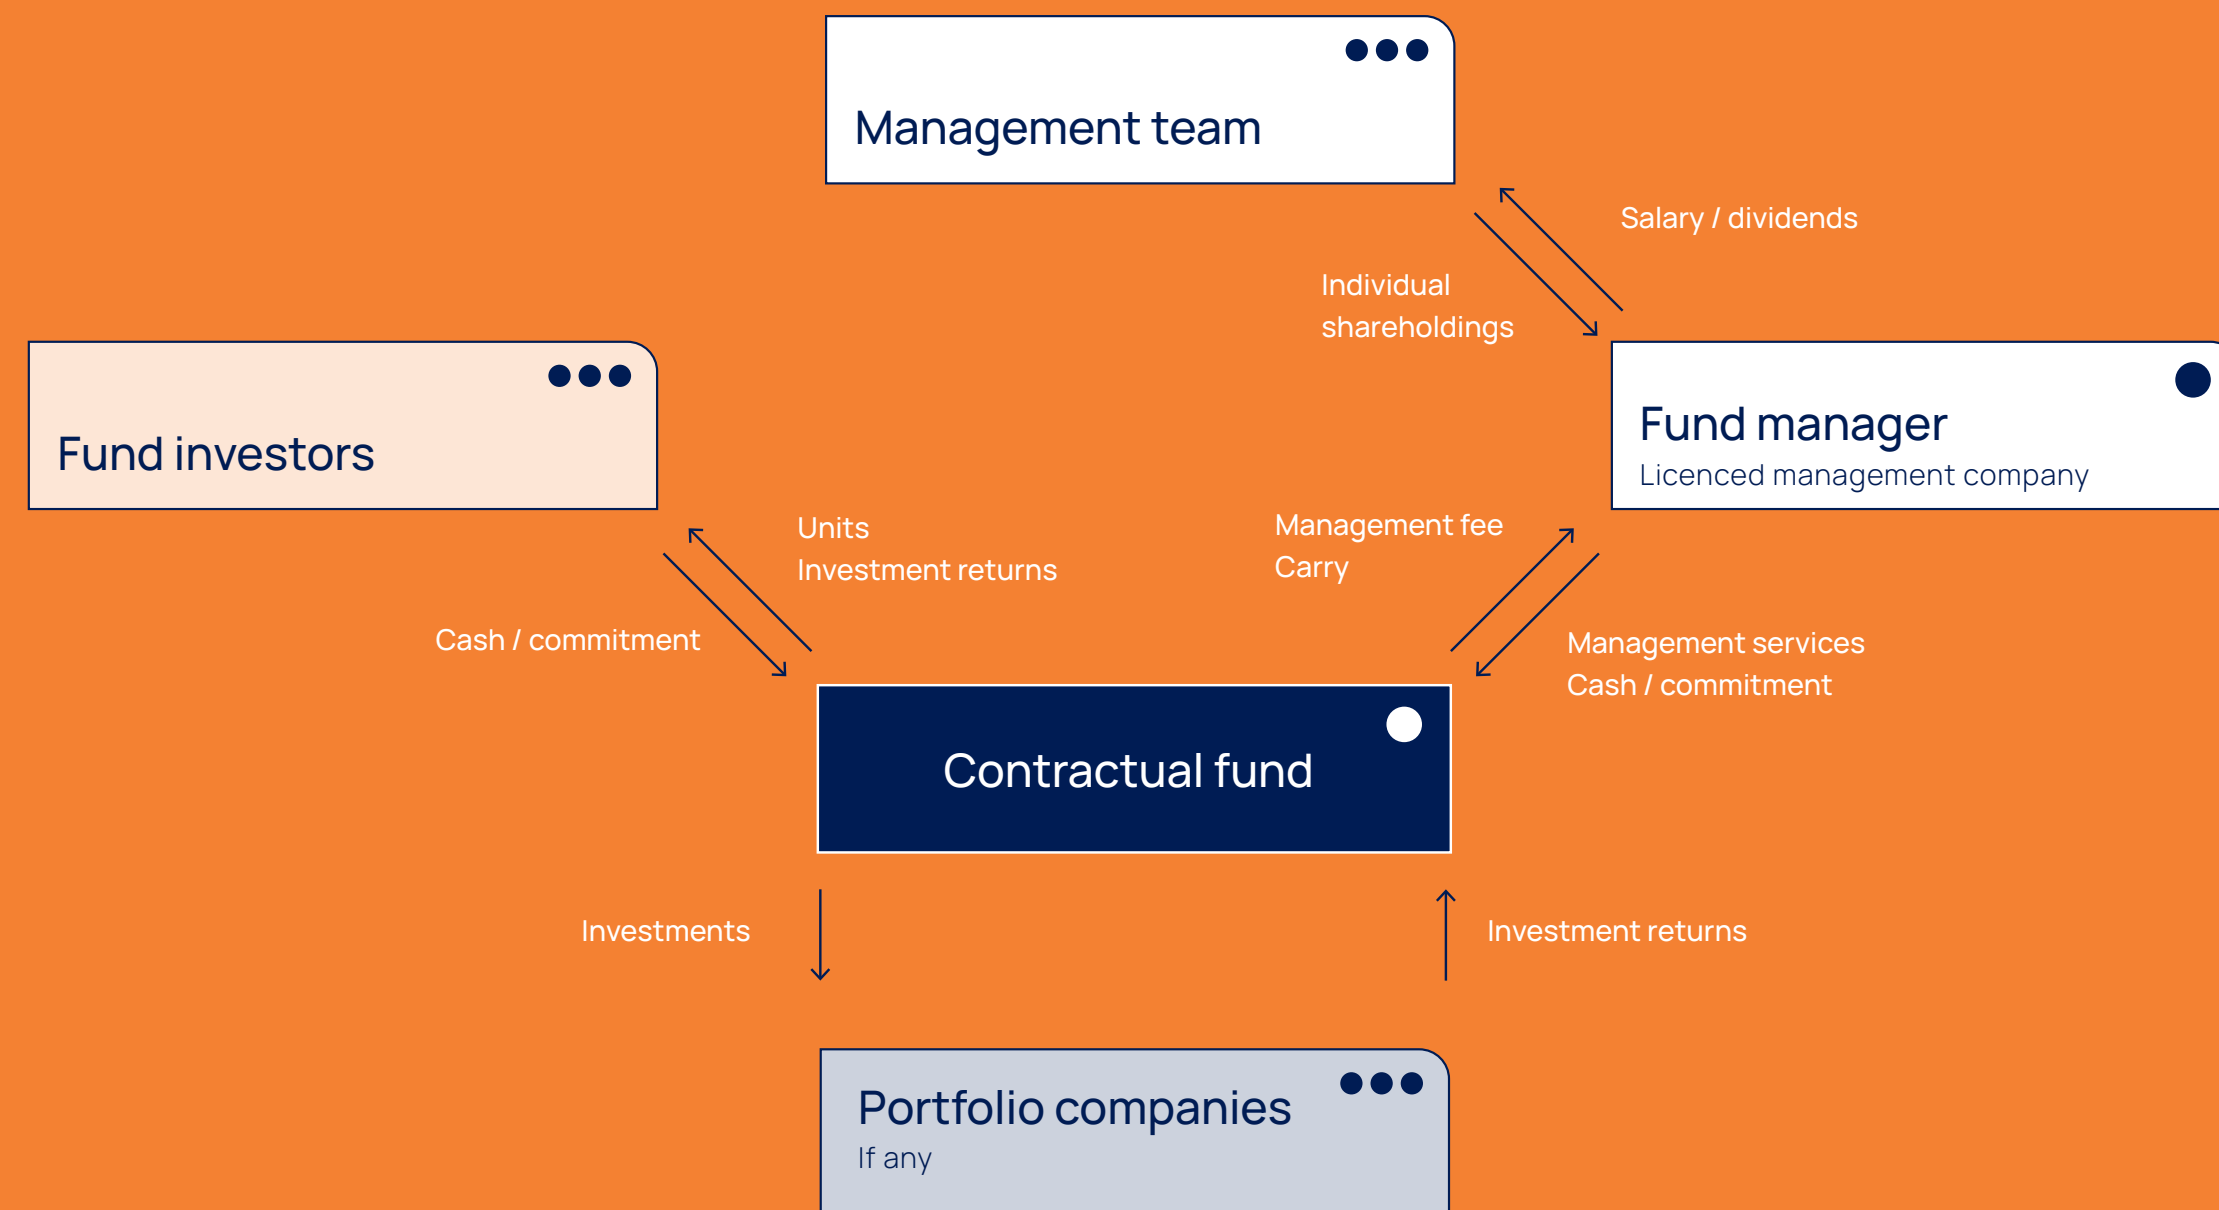 Management team
Salary / dividends
Individual
shareholdings
Fund investors
Fund manager
Licenced management company
Units
Investment returns
Management fee
Carry
Cash / commitment
Management services
Cash / commitment
Contractual fund
Investments
Investment returns
Portfolio companies
If any